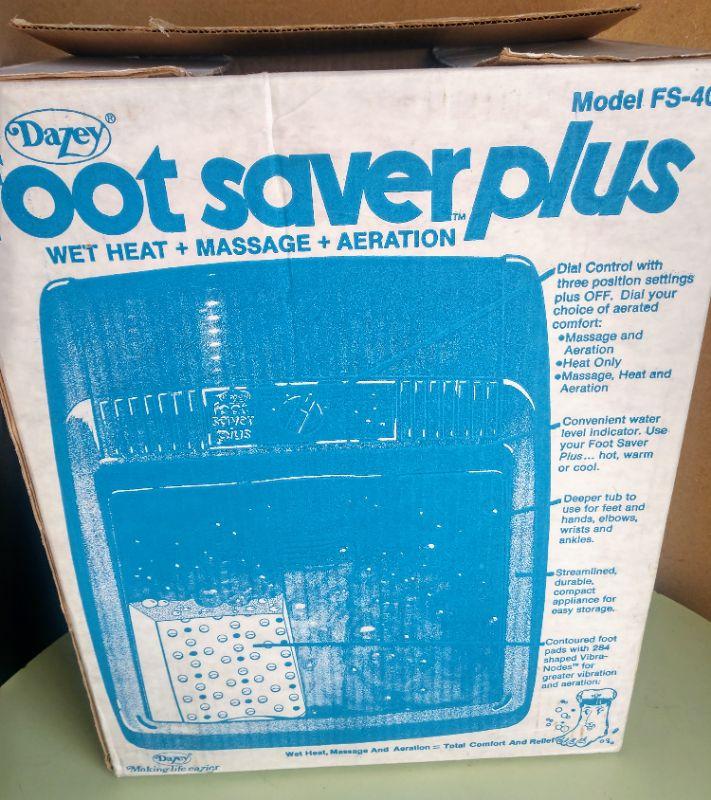 Dazey®
Model FS-40
foot saver plus™
WET HEAT + MASSAGE + AERATION
Dial Control with
three position settings
plus OFF. Dial your
choice of aerated
comfort:
•Massage and
Aeration
•Heat Only
•Massage, Heat and
Aeration
foot
saver
plus
Convenient water
level indicator. Use
your Foot Saver
Plus... hot, warm
or cool.
Deeper tub to
use for feet and
hands, elbows,
wrists and
ankles.
Streamlined,
durable,
compact
appliance for
easy storage.
Contoured foot
pads with 284
shaped Vibra-
Nodes™ for
greater vibration
and aeration.
Wet Heat, Massage And Aeration = Total Comfort And Relief
Dazey
Making life easier